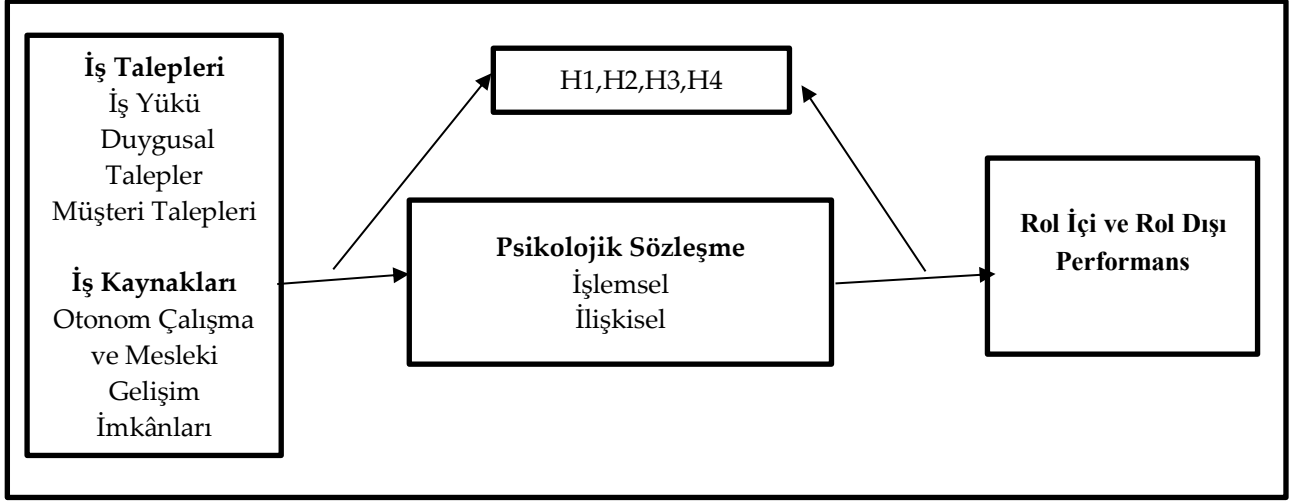 İş Talepleri
İş Yükü
Duygusal
Talepler
Müşteri Talepleri
İş Kaynakları
Otonom Çalışma
ve Mesleki
Gelişim
İmkânları
H1,H2,H3,H4
Psikolojik Sözleşme
İşlemsel
İlişkisel
Rol İçi ve Rol Dışı
Performans